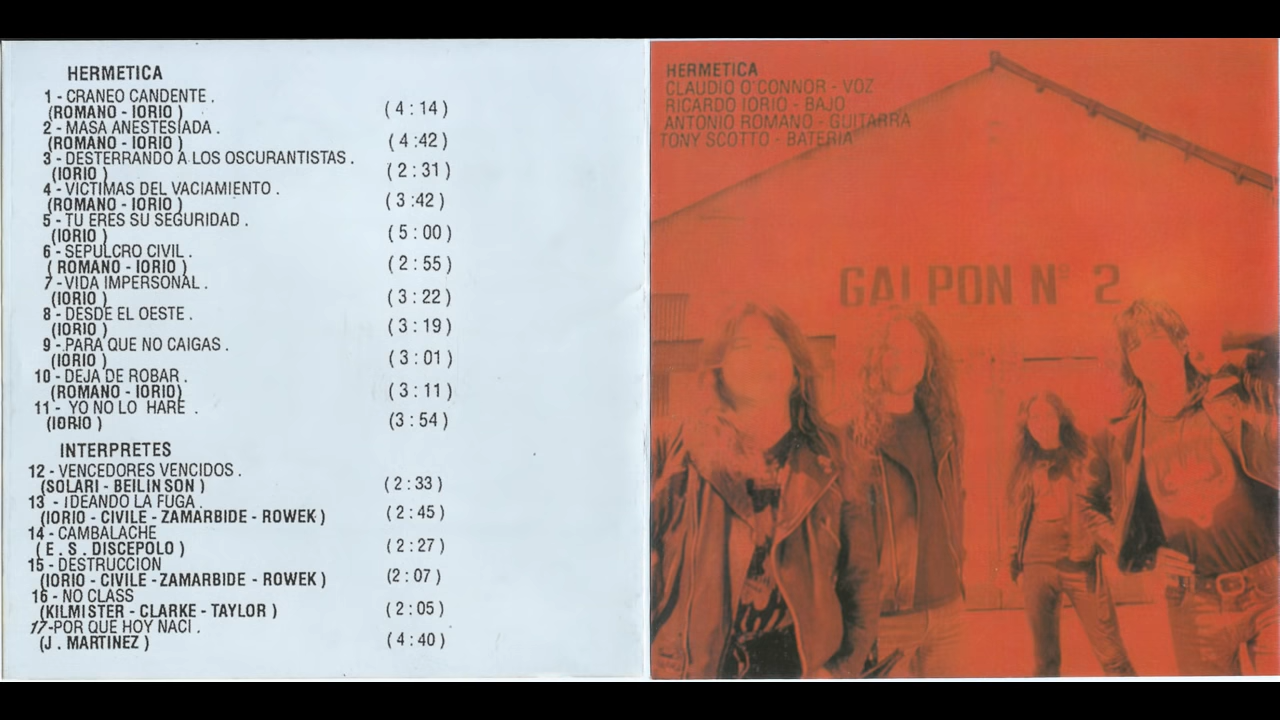 HERMETICA
1 - CRANEO CANDENTE .
(ROMANO - IORIO ) ( 4 : 14 )
2 - MASA ANESTESIADA .
(ROMANO - IORIO ) ( 4 :42 )
3 - DESTERRANDO A LOS OSCURANTISTAS .
(IORIO ) ( 2 : 31 )
4 - VICTIMAS DEL VACIAMIENTO .
(ROMANO - IORIO ) ( 3 :42 )
5 - TU ERES SU SEGURIDAD .
(IORIO ) ( 5 : 00 )
6 - SEPULCRO CIVIL .
( ROMANO - IORIO ) ( 2 : 55 )
7 - VIDA IMPERSONAL .
(IORIO ) ( 3 : 22 )
8 - DESDE EL OESTE .
(IORIO ) ( 3 : 19 )
9 - PARA QUE NO CAIGAS .
(IORIO ) ( 3 : 01 )
10 - DEJA DE ROBAR .
(ROMANO - IORIO) ( 3 : 11 )
11 - YO NO LO HARE .
(IORIO ) (3 : 54 )
INTERPRETES
12 - VENCEDORES VENCIDOS .
(SOLARI - BEILIN SON ) ( 2 : 33 )
13 - IDEANDO LA FUGA .
(IORIO - CIVILE - ZAMARBIDE - ROWEK ) ( 2 : 45 )
14 - CAMBALACHE
( E . S . DISCEPOLO ) ( 2 : 27 )
15 - DESTRUCCION
(IORIO - CIVILE - ZAMARBIDE - ROWEK ) (2 : 07 )
16 - NO CLASS
(KILMISTER - CLARKE - TAYLOR ) ( 2 : 05 )
17 -POR QUE HOY NACI .
(J . MARTINEZ ) ( 4 : 40 )
HERMETICA
CLAUDIO O'CONNOR - VOZ
RICARDO IORIO - BAJO
ANTONIO ROMANO - GUITARRA
TONY SCOTTO - BATERIA
GALPON Nº 2